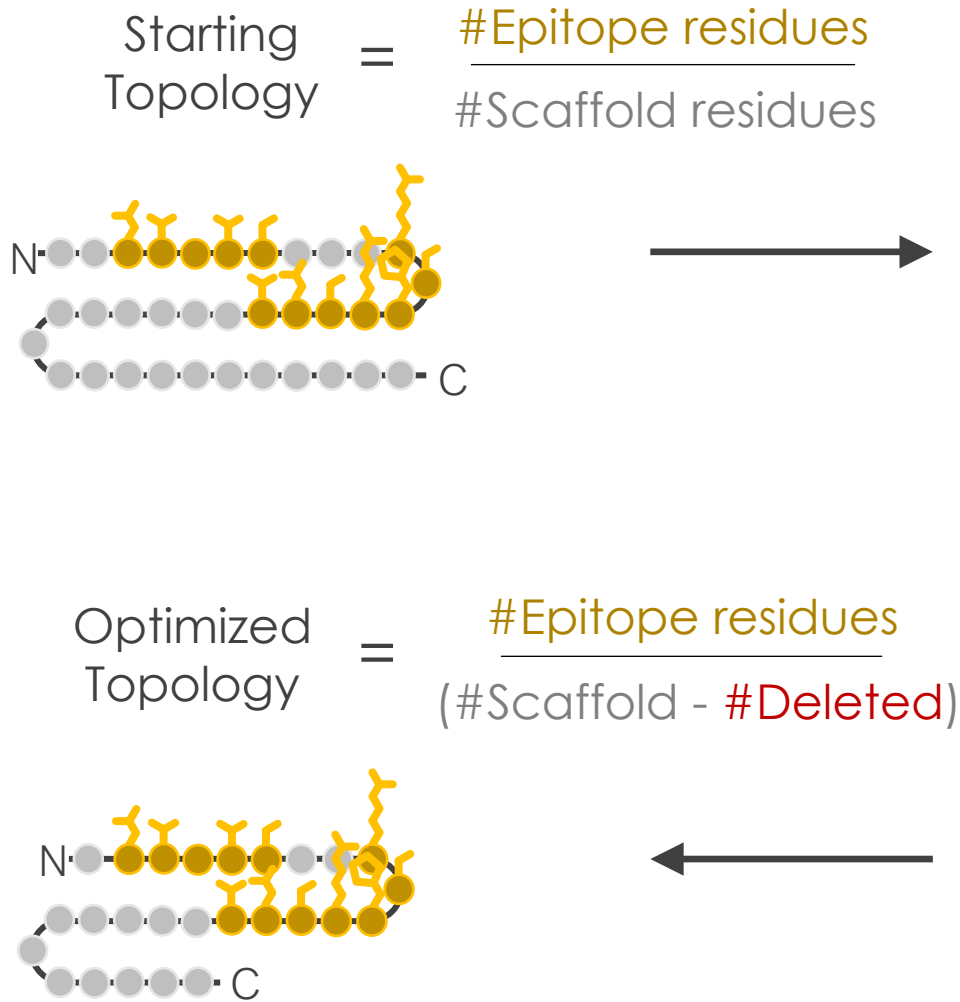 Starting
Topology
=
#Epitope residues
#Scaffold residues
N
C
Optimized
Topology
=
#Epitope residues
(#Scaffold - #Deleted)
N
C